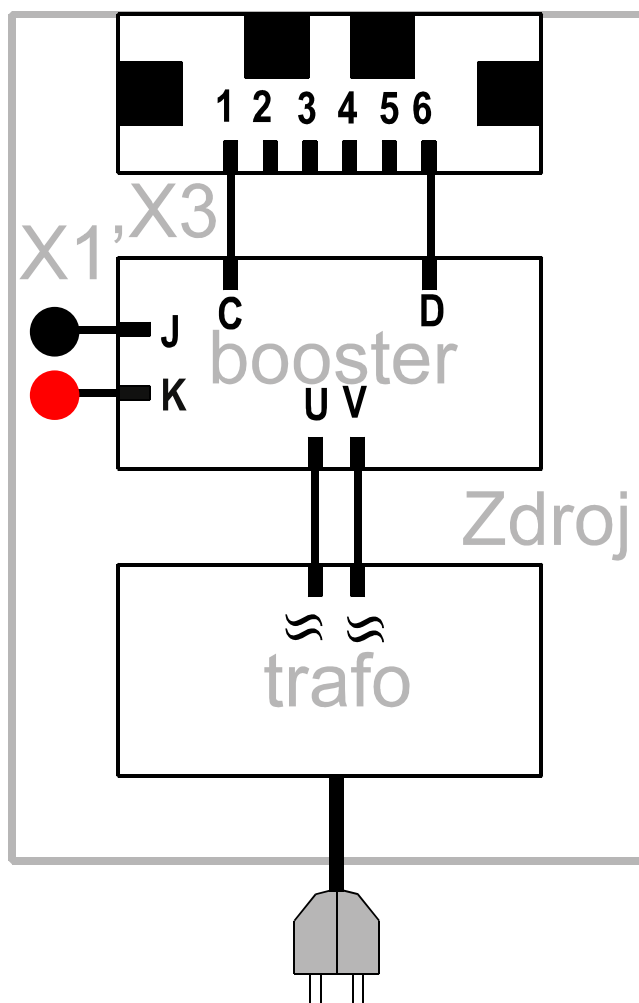 1 2 3 4 5 6
X1,X3
C D
J
booster
K
U V
Zdroj
≈ ≈
trafo